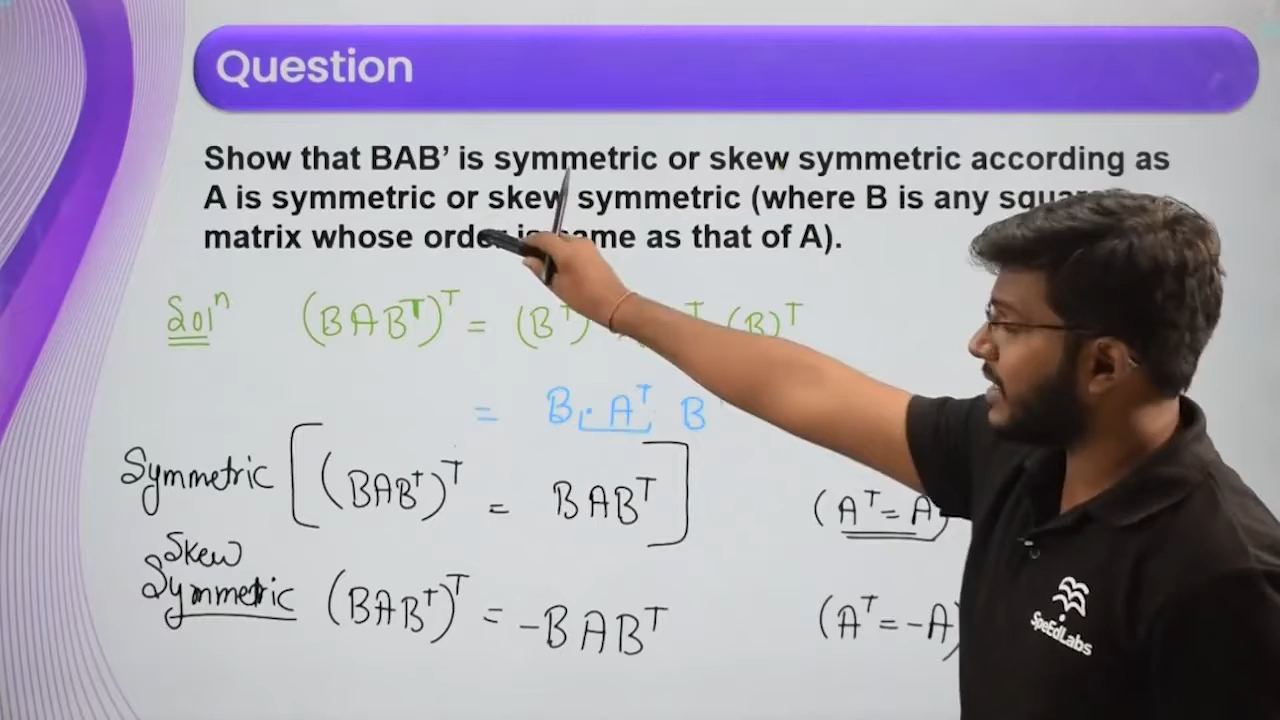 Question
Show that BAB’ is symmetric or skew symmetric according as
A is symmetric or skew symmetric (where B is any
matrix whose order is same as that of A).
Solⁿ (BABᵀ)ᵀ = (Bᵀ) (B)ᵀ
= B · Aᵀ B
Symmetric [(BABᵀ)ᵀ = BABᵀ] (Aᵀ = A)
Skew
Symmetric (BABᵀ)ᵀ = -BABᵀ (Aᵀ = -A)
SpeEdLabs